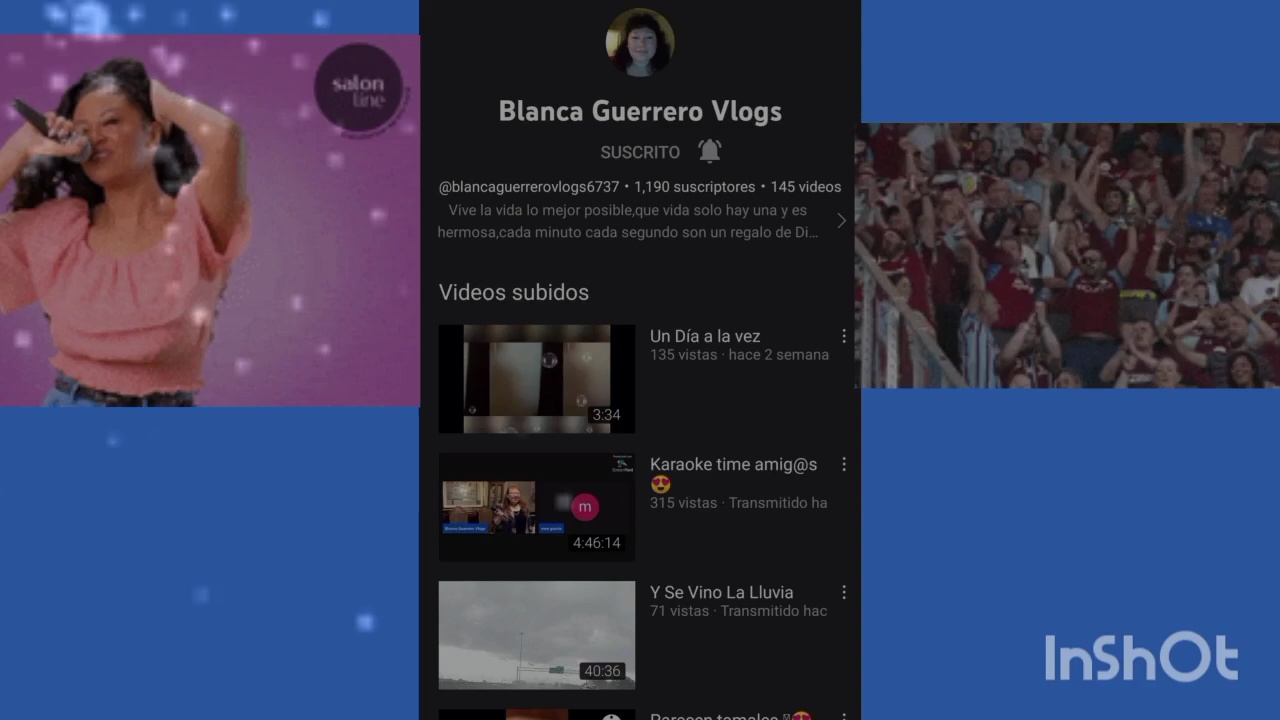 salon
line
Blanca Guerrero Vlogs
SUSCRITO
@blancaguerrerovlogs6737 • 1,190 suscriptores • 145 videos
Vive la vida lo mejor posible,que vida solo hay una y es
hermosa,cada minuto cada segundo son un regalo de Di...
Videos subidos
Un Día a la vez
135 vistas · hace 2 semana
3:34
Karaoke time amig@s
😍
315 vistas · Transmitido ha
Blanca Guerrero Vlogs
m
4:46:14
Y Se Vino La Lluvia
71 vistas · Transmitido hac
40:36
InShOt